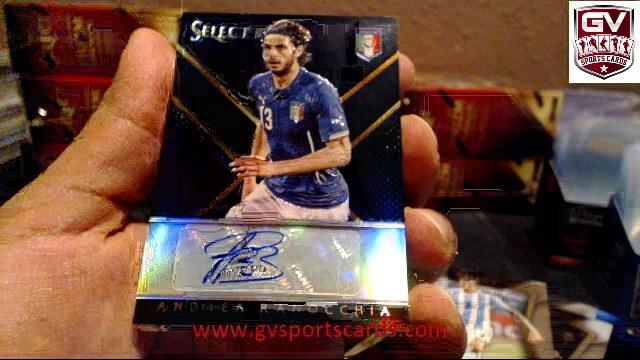 GV
SPORTS CARDS
SELECT
13
ANDREA RANOCCHIA
www.gvsportscards.com